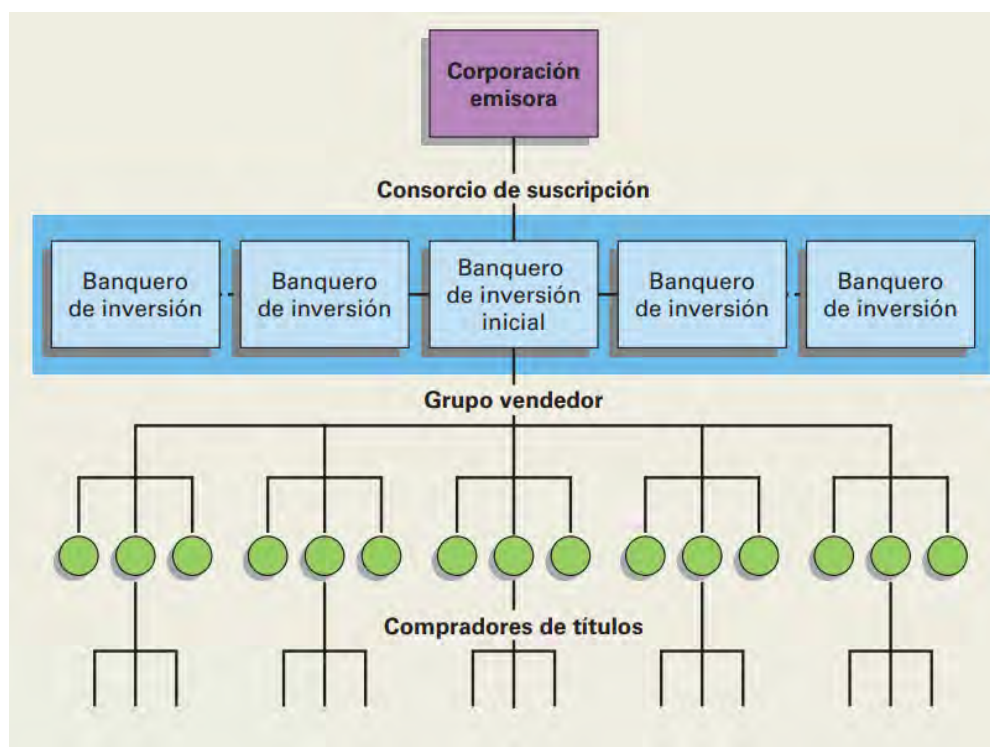 Corporación
emisora
Consorcio de suscripción
Banquero
de inversión
Banquero
de inversión
Banquero
de inversión
inicial
Banquero
de inversión
Banquero
de inversión
Grupo vendedor
Compradores de títulos